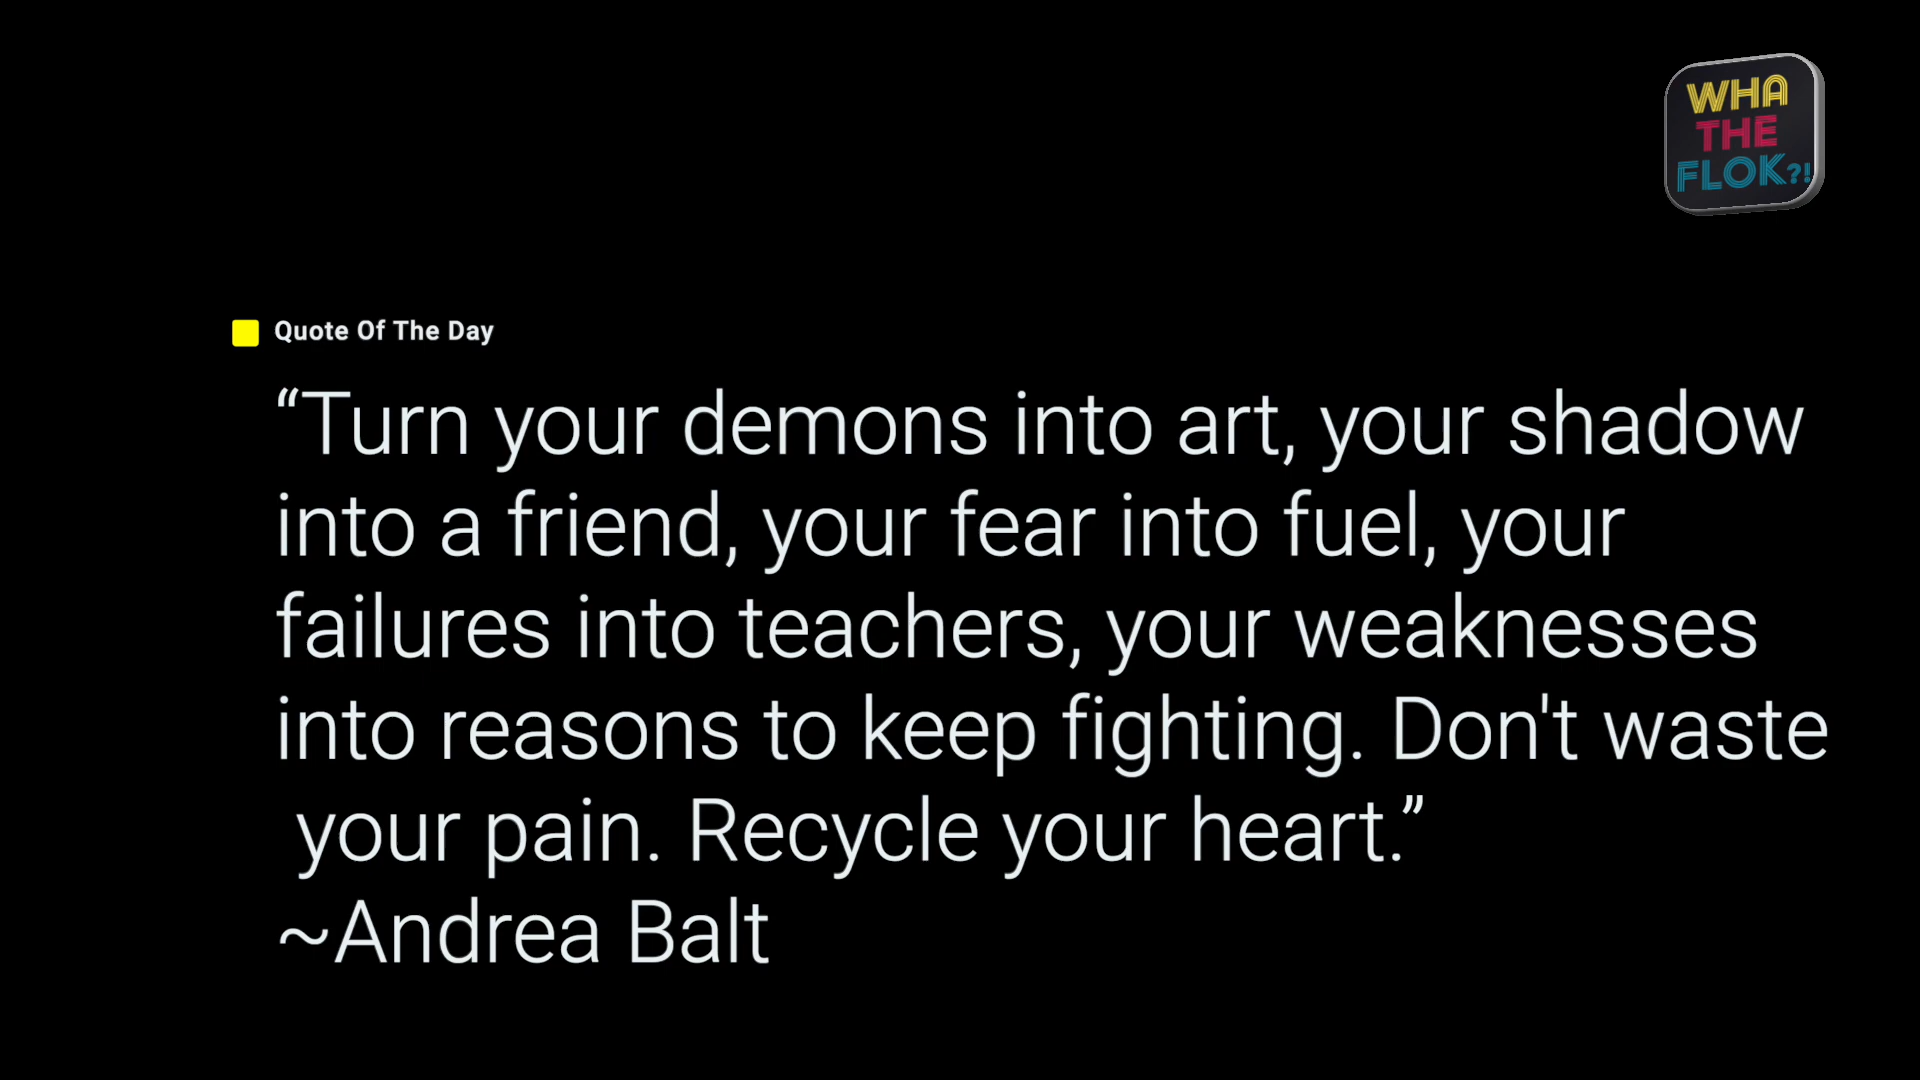 WHA
THE
FLOK?!
Quote Of The Day
“Turn your demons into art, your shadow
into a friend, your fear into fuel, your
failures into teachers, your weaknesses
into reasons to keep fighting. Don't waste
your pain. Recycle your heart.”
~Andrea Balt